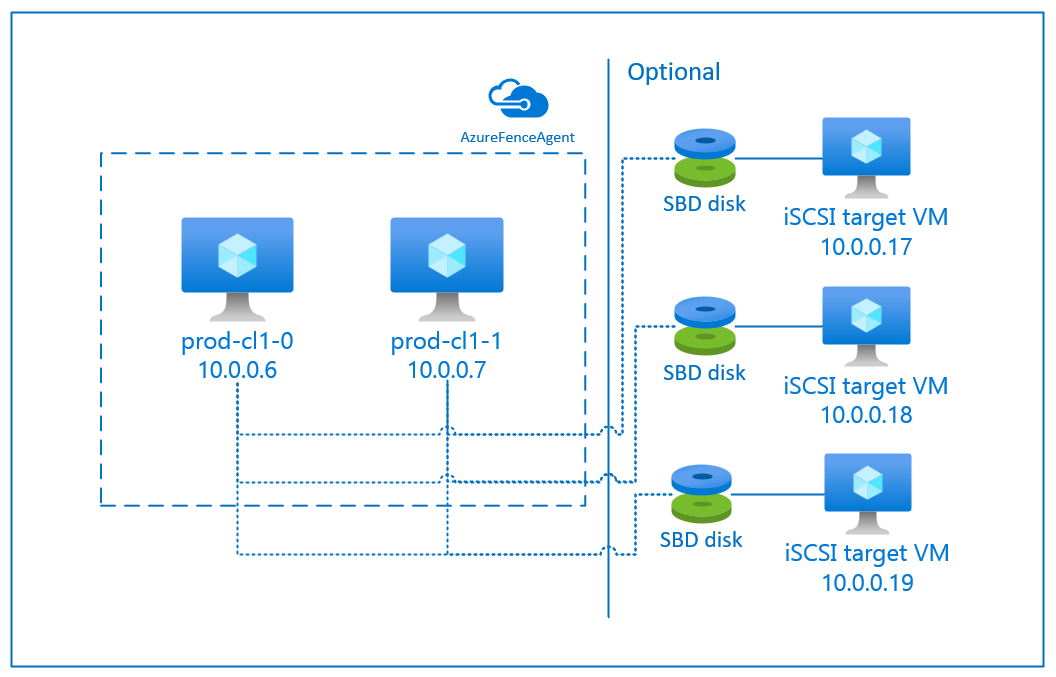 Optional
AzureFenceAgent
prod-cl1-0
10.0.0.6
prod-cl1-1
10.0.0.7
SBD disk
iSCSI target VM
10.0.0.17
SBD disk
iSCSI target VM
10.0.0.18
SBD disk
iSCSI target VM
10.0.0.19